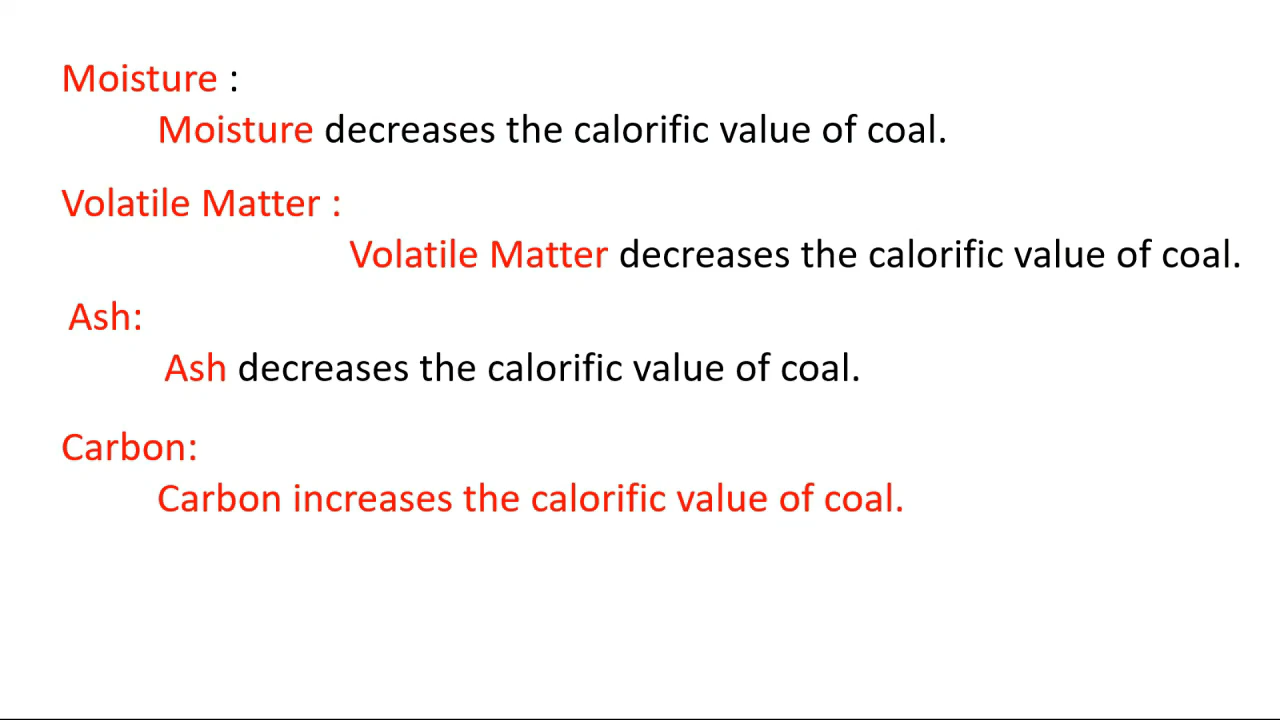 Moisture :
Moisture decreases the calorific value of coal.
Volatile Matter :
Volatile Matter decreases the calorific value of coal.
Ash:
Ash decreases the calorific value of coal.
Carbon:
Carbon increases the calorific value of coal.